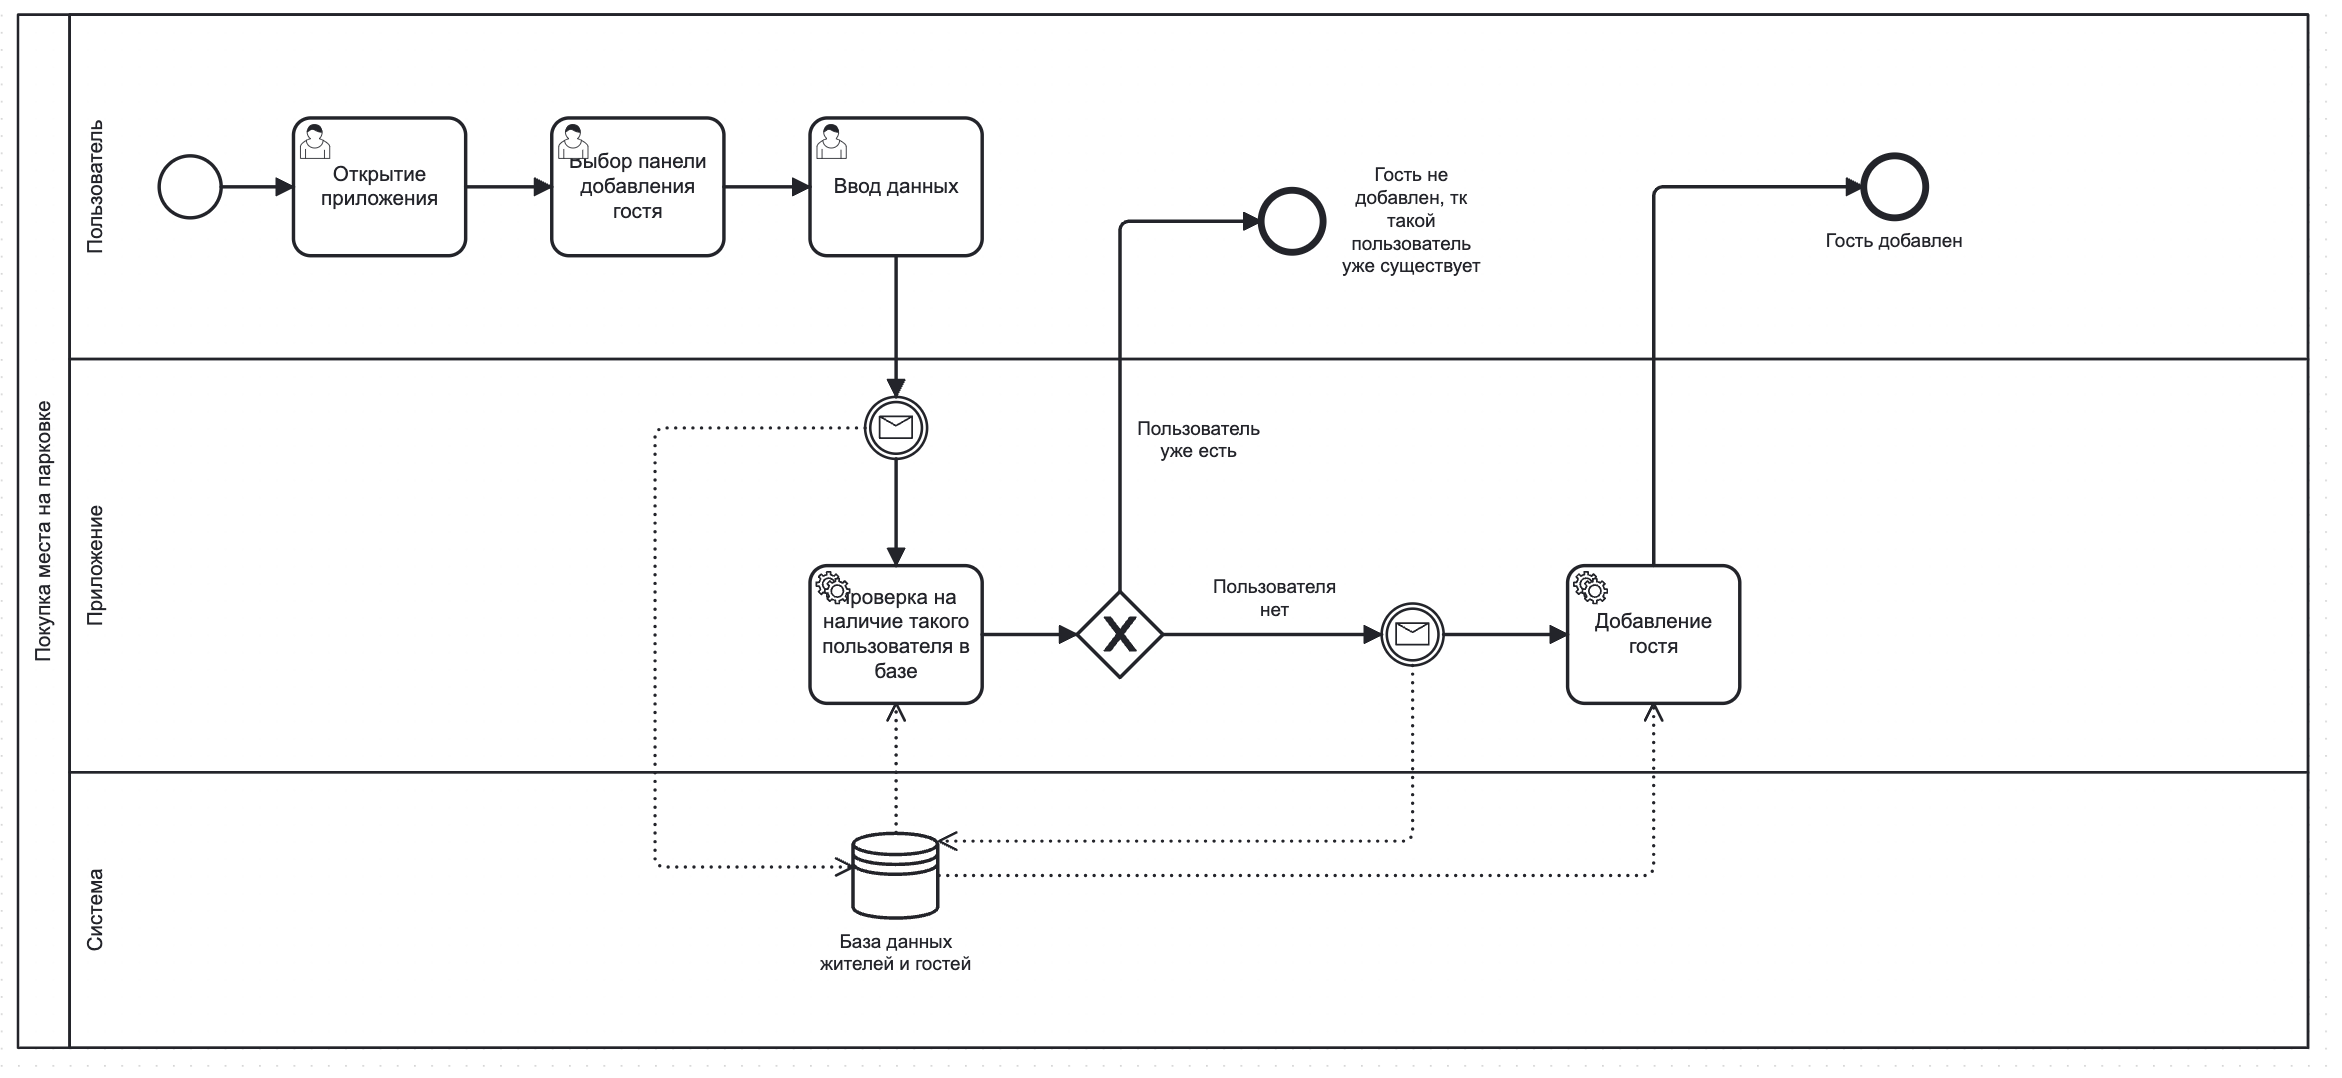 Покупка места на парковке
Пользователь
Открытие
приложения
Выбор панели
добавления
гостя
Ввод данных
Гость не
добавлен, тк
такой
пользователь
уже существует
Гость добавлен
Приложение
Пользователь
уже есть
Проверка на
наличие такого
пользователя в
базе
Пользователя
нет
Добавление
гостя
Система
База данных
жителей и гостей